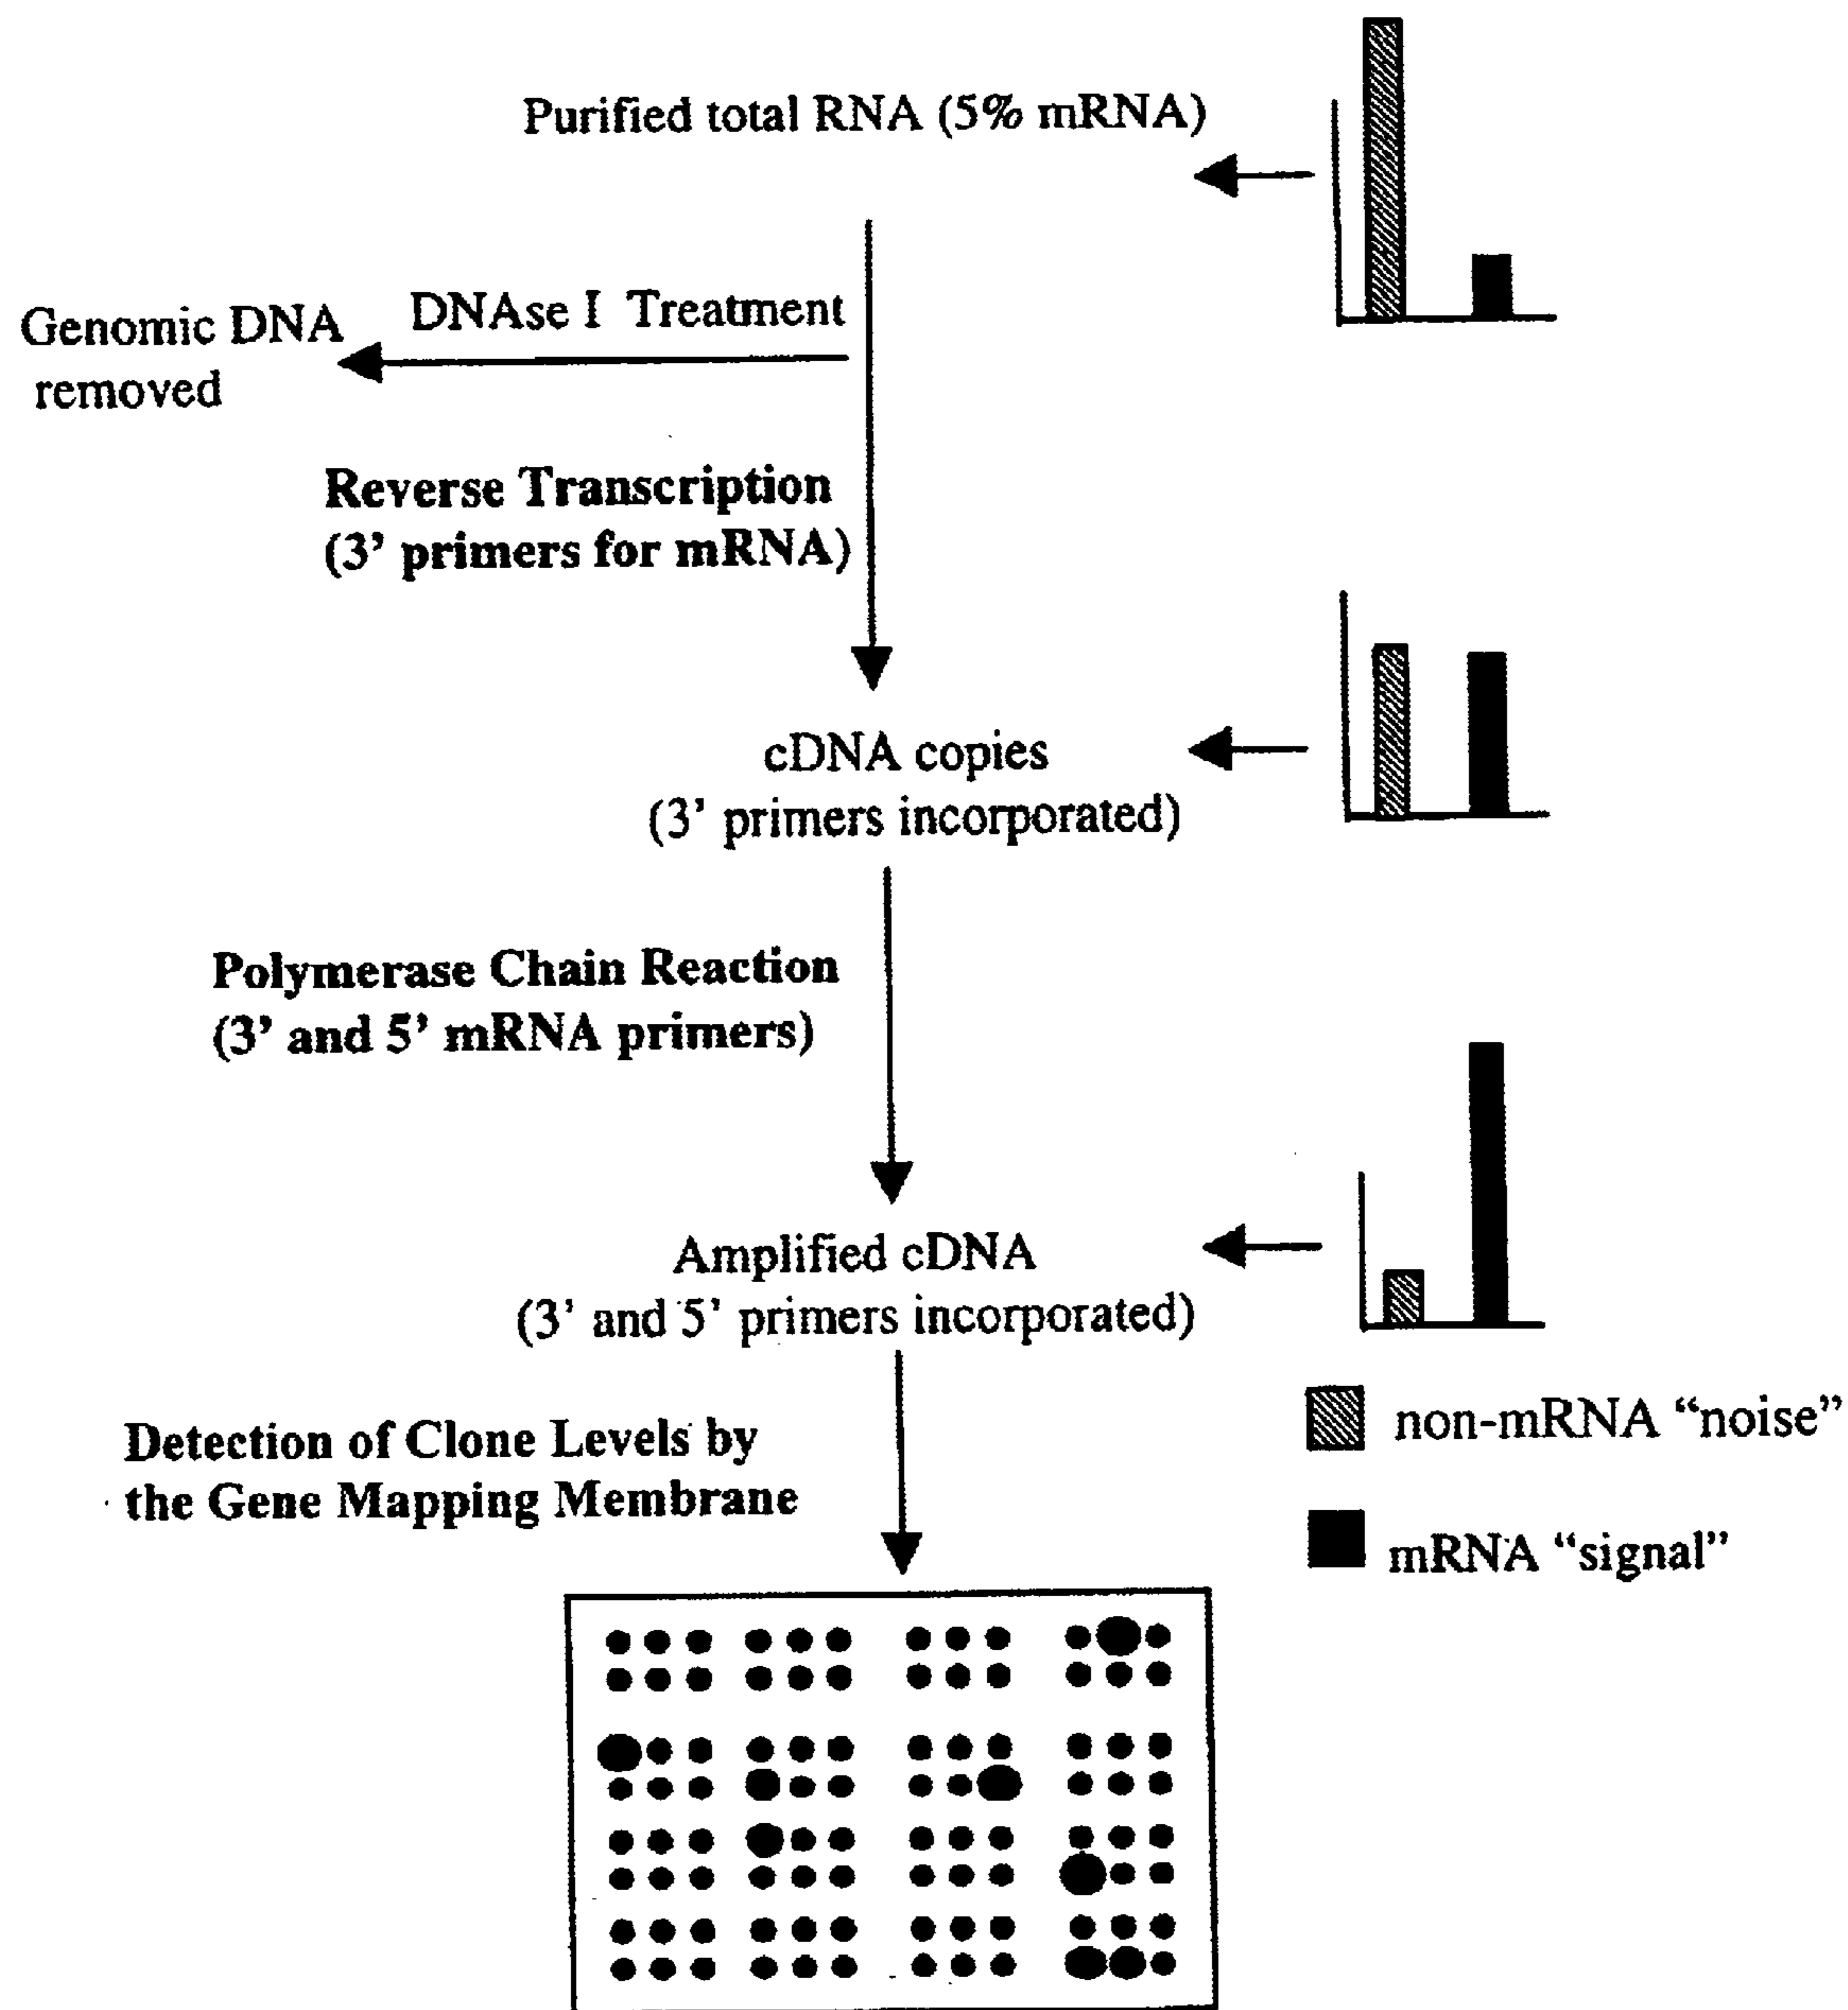 Purified total RNA (5% mRNA)
DNAse I Treatment
Genomic DNA
removed
Reverse Transcription
(3’ primers for mRNA)
cDNA copies
(3’ primers incorporated)
Polymerase Chain Reaction
(3’ and 5’ mRNA primers)
Amplified cDNA
(3’ and 5’ primers incorporated)
non-mRNA “noise”
mRNA “signal”
Detection of Clone Levels by
the Gene Mapping Membrane